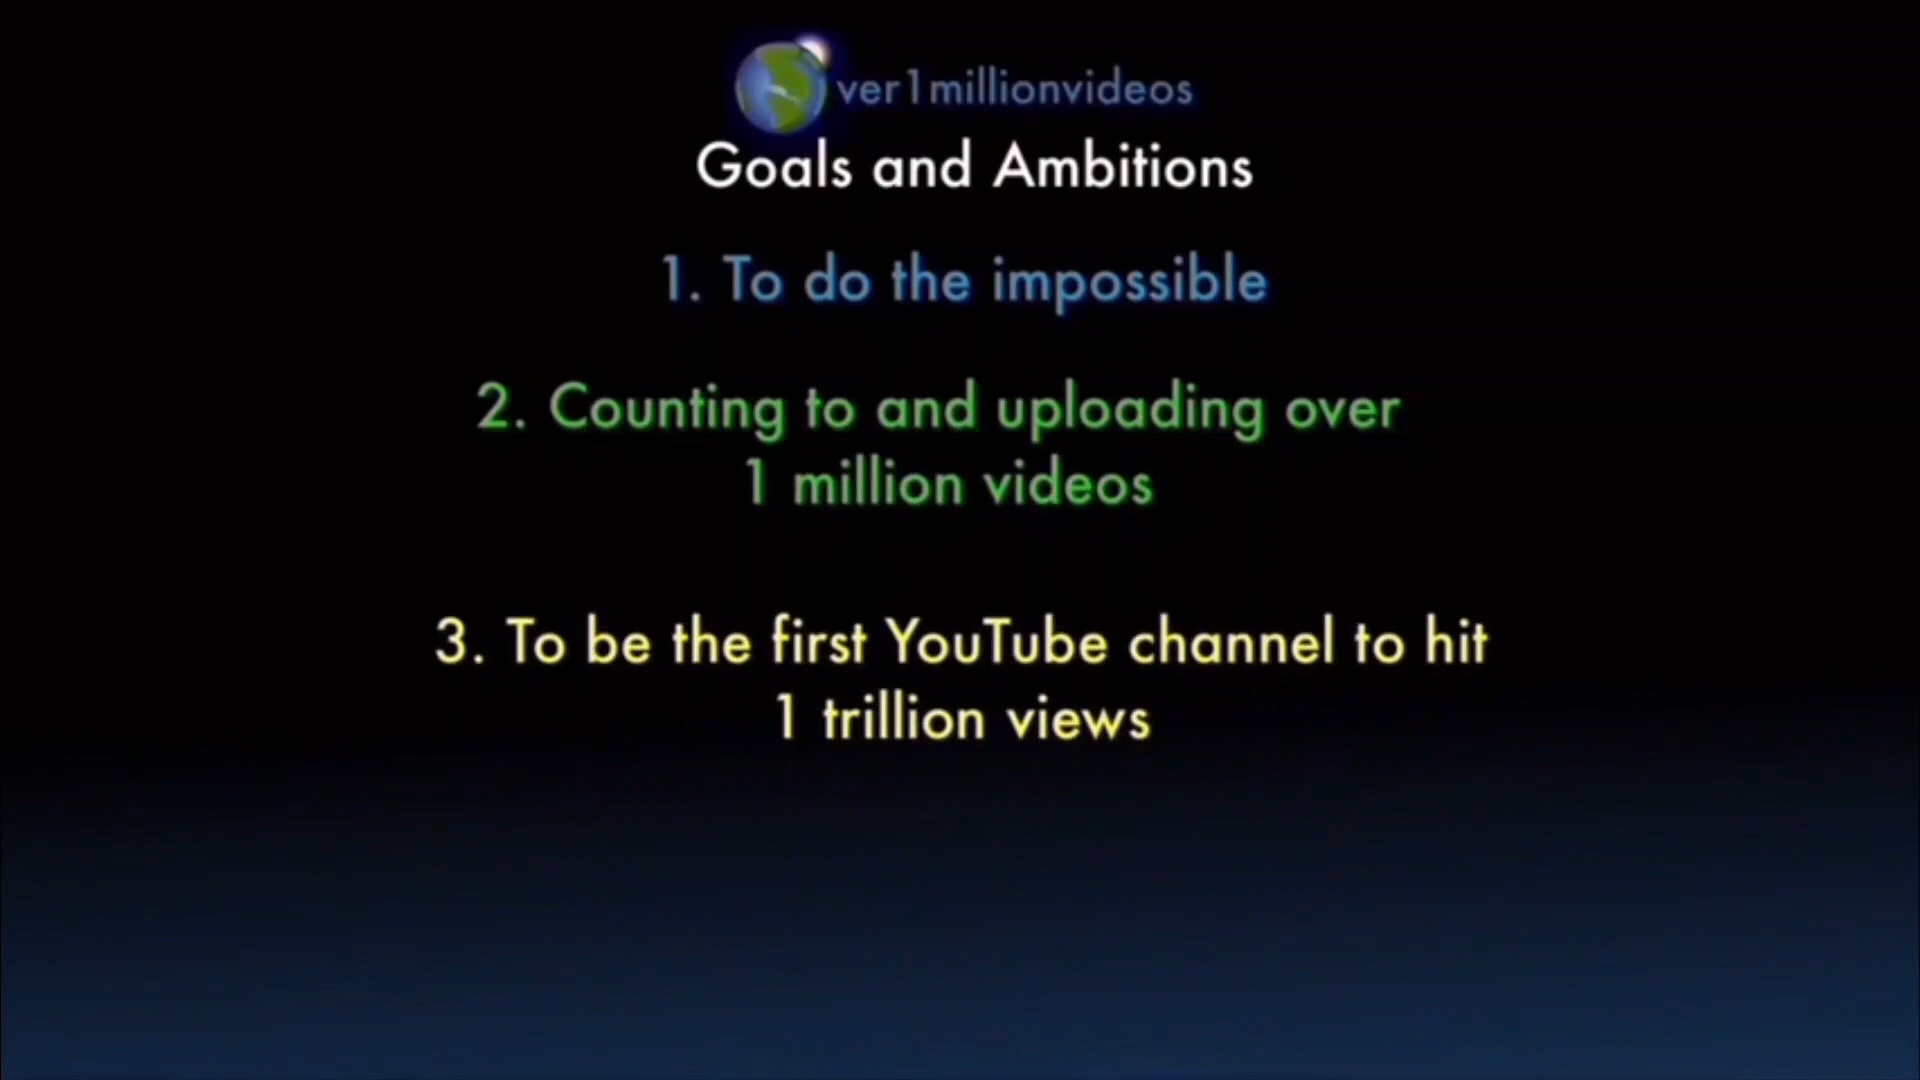 ver1millionvideos
Goals and Ambitions
1. To do the impossible
2. Counting to and uploading over
1 million videos
3. To be the first YouTube channel to hit
1 trillion views